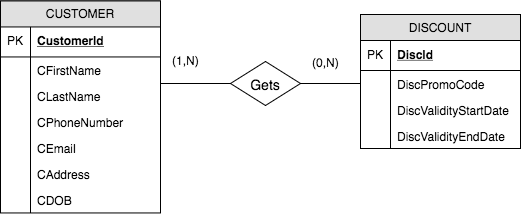 CUSTOMER
PK CustomerId
CFirstName
CLastName
CPhoneNumber
CEmail
CAddress
CDOB
(1,N)
Gets
(0,N)
DISCOUNT
PK DiscId
DiscPromoCode
DiscValidityStartDate
DiscValidityEndDate